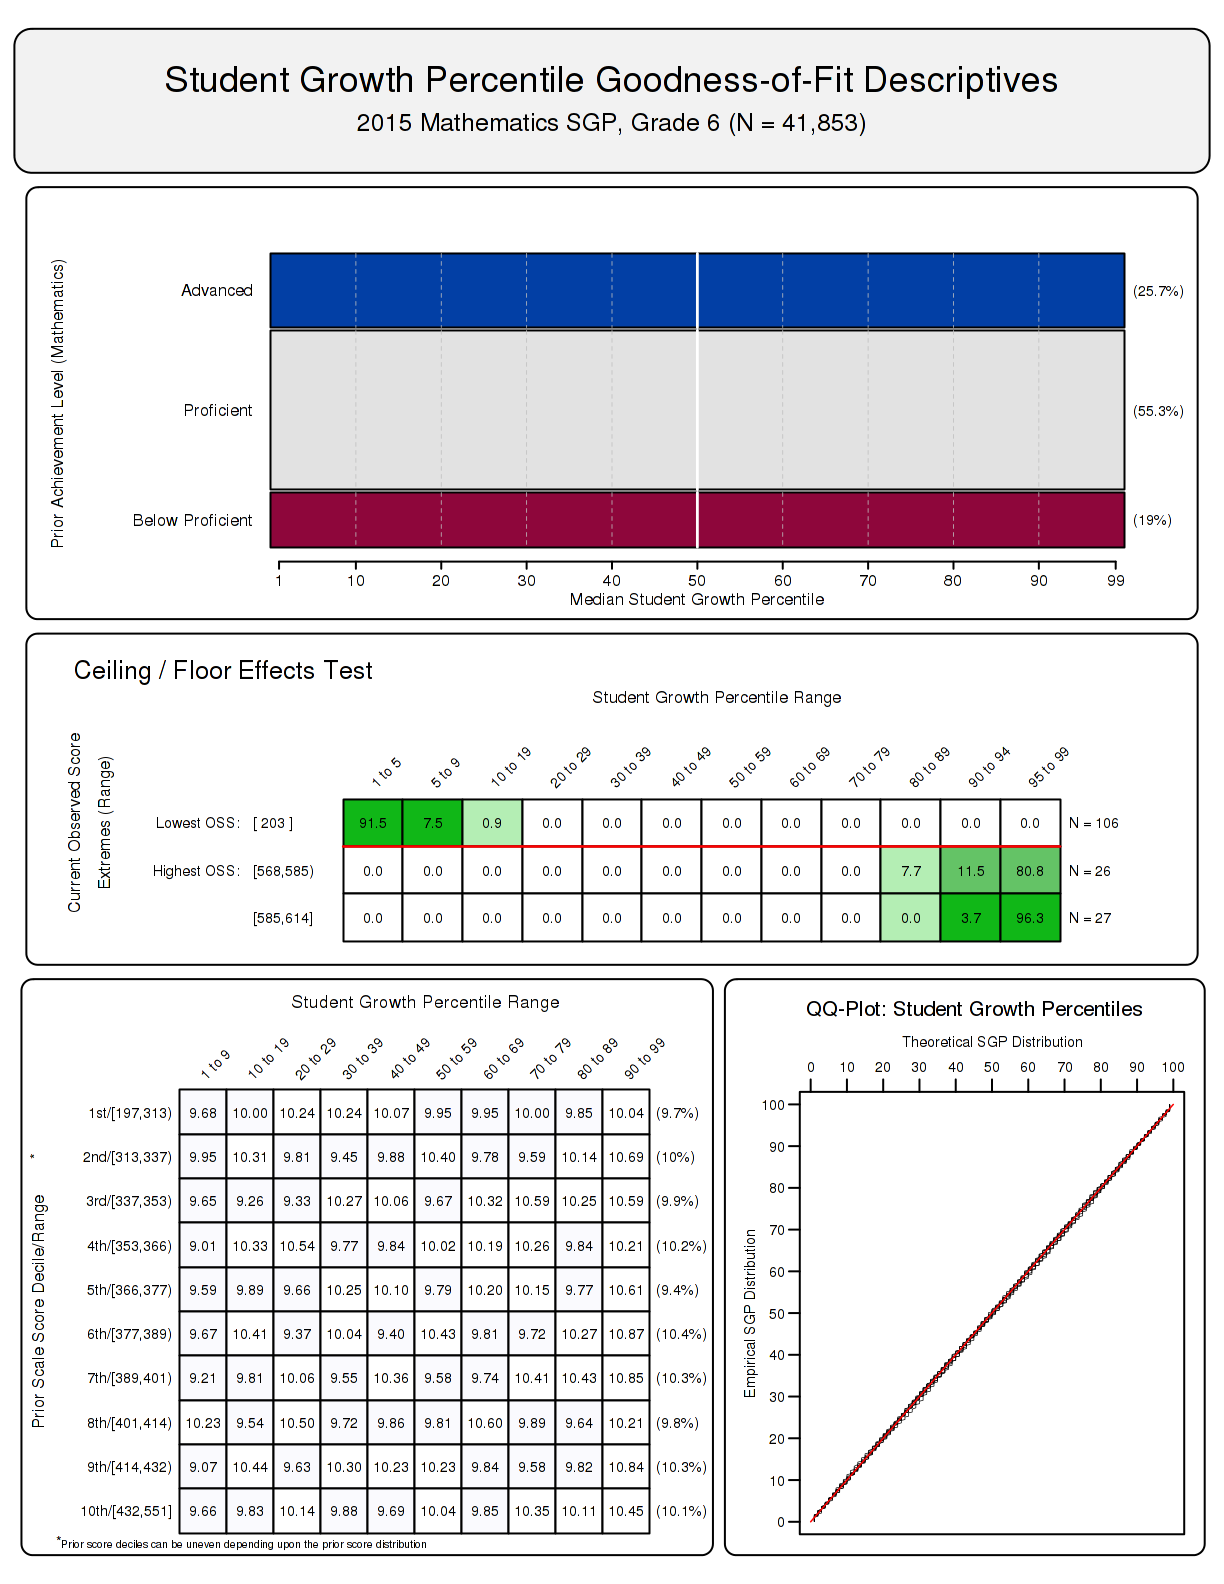 Student Growth Percentile Goodness-of-Fit Descriptives
2015 Mathematics SGP, Grade 6 (N = 41,853)
Prior Achievement Level (Mathematics)
Advanced (25.7%)
Proficient (55.3%)
Below Proficient (19%)
1 10 20 30 40 50 60 70 80 90 99
Median Student Growth Percentile
Ceiling / Floor Effects Test
Student Growth Percentile Range
Current Observed Score
Extremes (Range)
1 to 5 5 to 9 10 to 19 20 to 29 30 to 39 40 to 49 50 to 59 60 to 69 70 to 79 80 to 89 90 to 94 95 to 99
Lowest OSS: [ 203 ] 91.5 7.5 0.9 0.0 0.0 0.0 0.0 0.0 0.0 0.0 0.0 0.0 N = 106
Highest OSS: [568,585) 0.0 0.0 0.0 0.0 0.0 0.0 0.0 0.0 0.0 7.7 11.5 80.8 N = 26
[585,614] 0.0 0.0 0.0 0.0 0.0 0.0 0.0 0.0 0.0 0.0 3.7 96.3 N = 27
Student Growth Percentile Range
Prior Scale Score Decile/Range *
1 to 9 10 to 19 20 to 29 30 to 39 40 to 49 50 to 59 60 to 69 70 to 79 80 to 89 90 to 99
1st/[197,313) 9.68 10.00 10.24 10.24 10.07 9.95 9.95 10.00 9.85 10.04 (9.7%)
2nd/[313,337) 9.95 10.31 9.81 9.45 9.88 10.40 9.78 9.59 10.14 10.69 (10%)
3rd/[337,353) 9.65 9.26 9.33 10.27 10.06 9.67 10.32 10.59 10.25 10.59 (9.9%)
4th/[353,366) 9.01 10.33 10.54 9.77 9.84 10.02 10.19 10.26 9.84 10.21 (10.2%)
5th/[366,377) 9.59 9.89 9.66 10.25 10.10 9.79 10.20 10.15 9.77 10.61 (9.4%)
6th/[377,389) 9.67 10.41 9.37 10.04 9.40 10.43 9.81 9.72 10.27 10.87 (10.4%)
7th/[389,401) 9.21 9.81 10.06 9.55 10.36 9.58 9.74 10.41 10.43 10.85 (10.3%)
8th/[401,414) 10.23 9.54 10.50 9.72 9.86 9.81 10.60 9.89 9.64 10.21 (9.8%)
9th/[414,432) 9.07 10.44 9.63 10.30 10.23 10.23 9.84 9.58 9.82 10.84 (10.3%)
10th/[432,551] 9.66 9.83 10.14 9.88 9.69 10.04 9.85 10.35 10.11 10.45 (10.1%)
*Prior score deciles can be uneven depending upon the prior score distribution
QQ-Plot: Student Growth Percentiles
Theoretical SGP Distribution
0 10 20 30 40 50 60 70 80 90 100
Empirical SGP Distribution
100
90
80
70
60
50
40
30
20
10
0